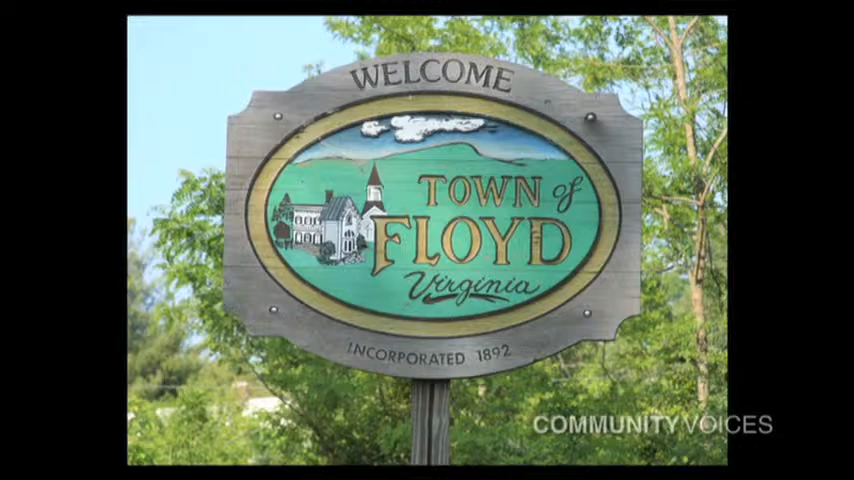 WELCOME
TOWN of
FLOYD
Virginia
INCORPORATED 1892
COMMUNITYVOICES